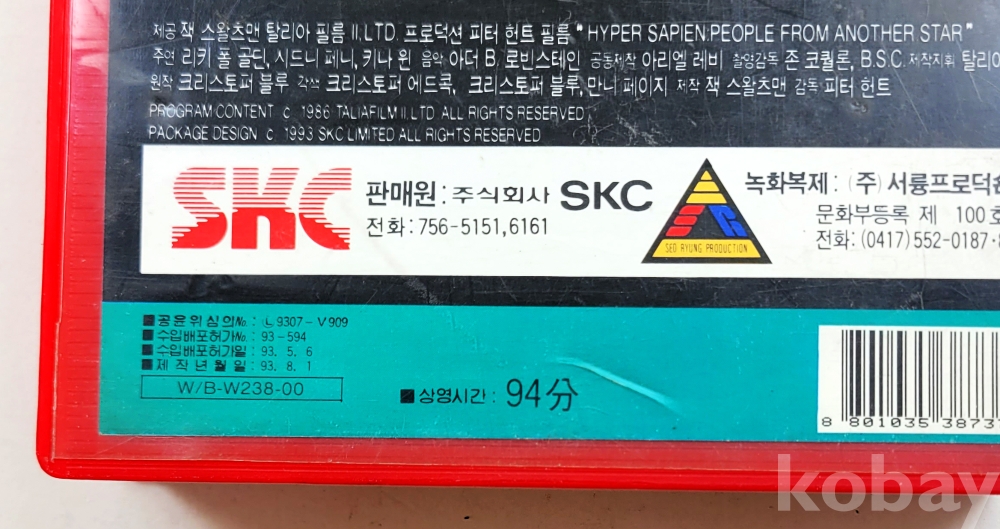 제공 잭 스왈츠맨 탈리아 필름 II.LTD. 프로덕션 피터 헌트 필름 "HYPER SAPIEN:PEOPLE FROM ANOTHER STAR"
주연 리키 폴 골딘, 시드니 페니, 키나 윈 음악 아더 B. 로빈스테인 공동제작 아리엘 레비 촬영감독 존 코퀼론, B.S.C. 제작지휘 탈리아
원작 크리스토퍼 블루 각색 크리스토퍼 에드콕, 크리스토퍼 블루, 만니 페이지 제작 잭 스왈츠맨 감독 피터 헌트
PROGRAM CONTENT c 1986 TALIAFILM II.LTD ALL RIGHTS RESERVED
PACKAGE DESIGN c 1993 SKC LIMITED ALL RIGHTS RESERVED
SKC
판매원 : 주식회사 SKC
전화 : 756-5151,6161
SEO RYUNG PRODUCTION
녹화복제 : (주) 서륭프로덕션
문화부등록 제 100호
전화: (0417) 552-0187·
■공윤위심의No. : Ⓛ9307-V909
■수입배포허가No. : 93-594
■수입배포허가일 : 93. 5. 6
■제 작 년 월 일 : 93. 8. 1
W/B-W238-00
■상영시간 : 94分
8 801035 3873
kobay